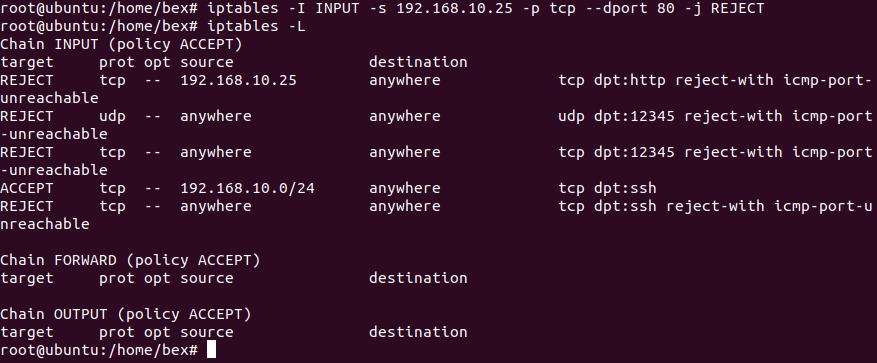 root@ubuntu:/home/bex# iptables -I INPUT -s 192.168.10.25 -p tcp --dport 80 -j REJECT
root@ubuntu:/home/bex# iptables -L
Chain INPUT (policy ACCEPT)
target     prot opt source               destination
REJECT     tcp  --  192.168.10.25        anywhere             tcp dpt:http reject-with icmp-port-
unreachable
REJECT     udp  --  anywhere             anywhere             udp dpt:12345 reject-with icmp-port
-unreachable
REJECT     tcp  --  anywhere             anywhere             tcp dpt:12345 reject-with icmp-port
-unreachable
ACCEPT     tcp  --  192.168.10.0/24      anywhere             tcp dpt:ssh
REJECT     tcp  --  anywhere             anywhere             tcp dpt:ssh reject-with icmp-port-u
nreachable
Chain FORWARD (policy ACCEPT)
target     prot opt source               destination
Chain OUTPUT (policy ACCEPT)
target     prot opt source               destination
root@ubuntu:/home/bex#